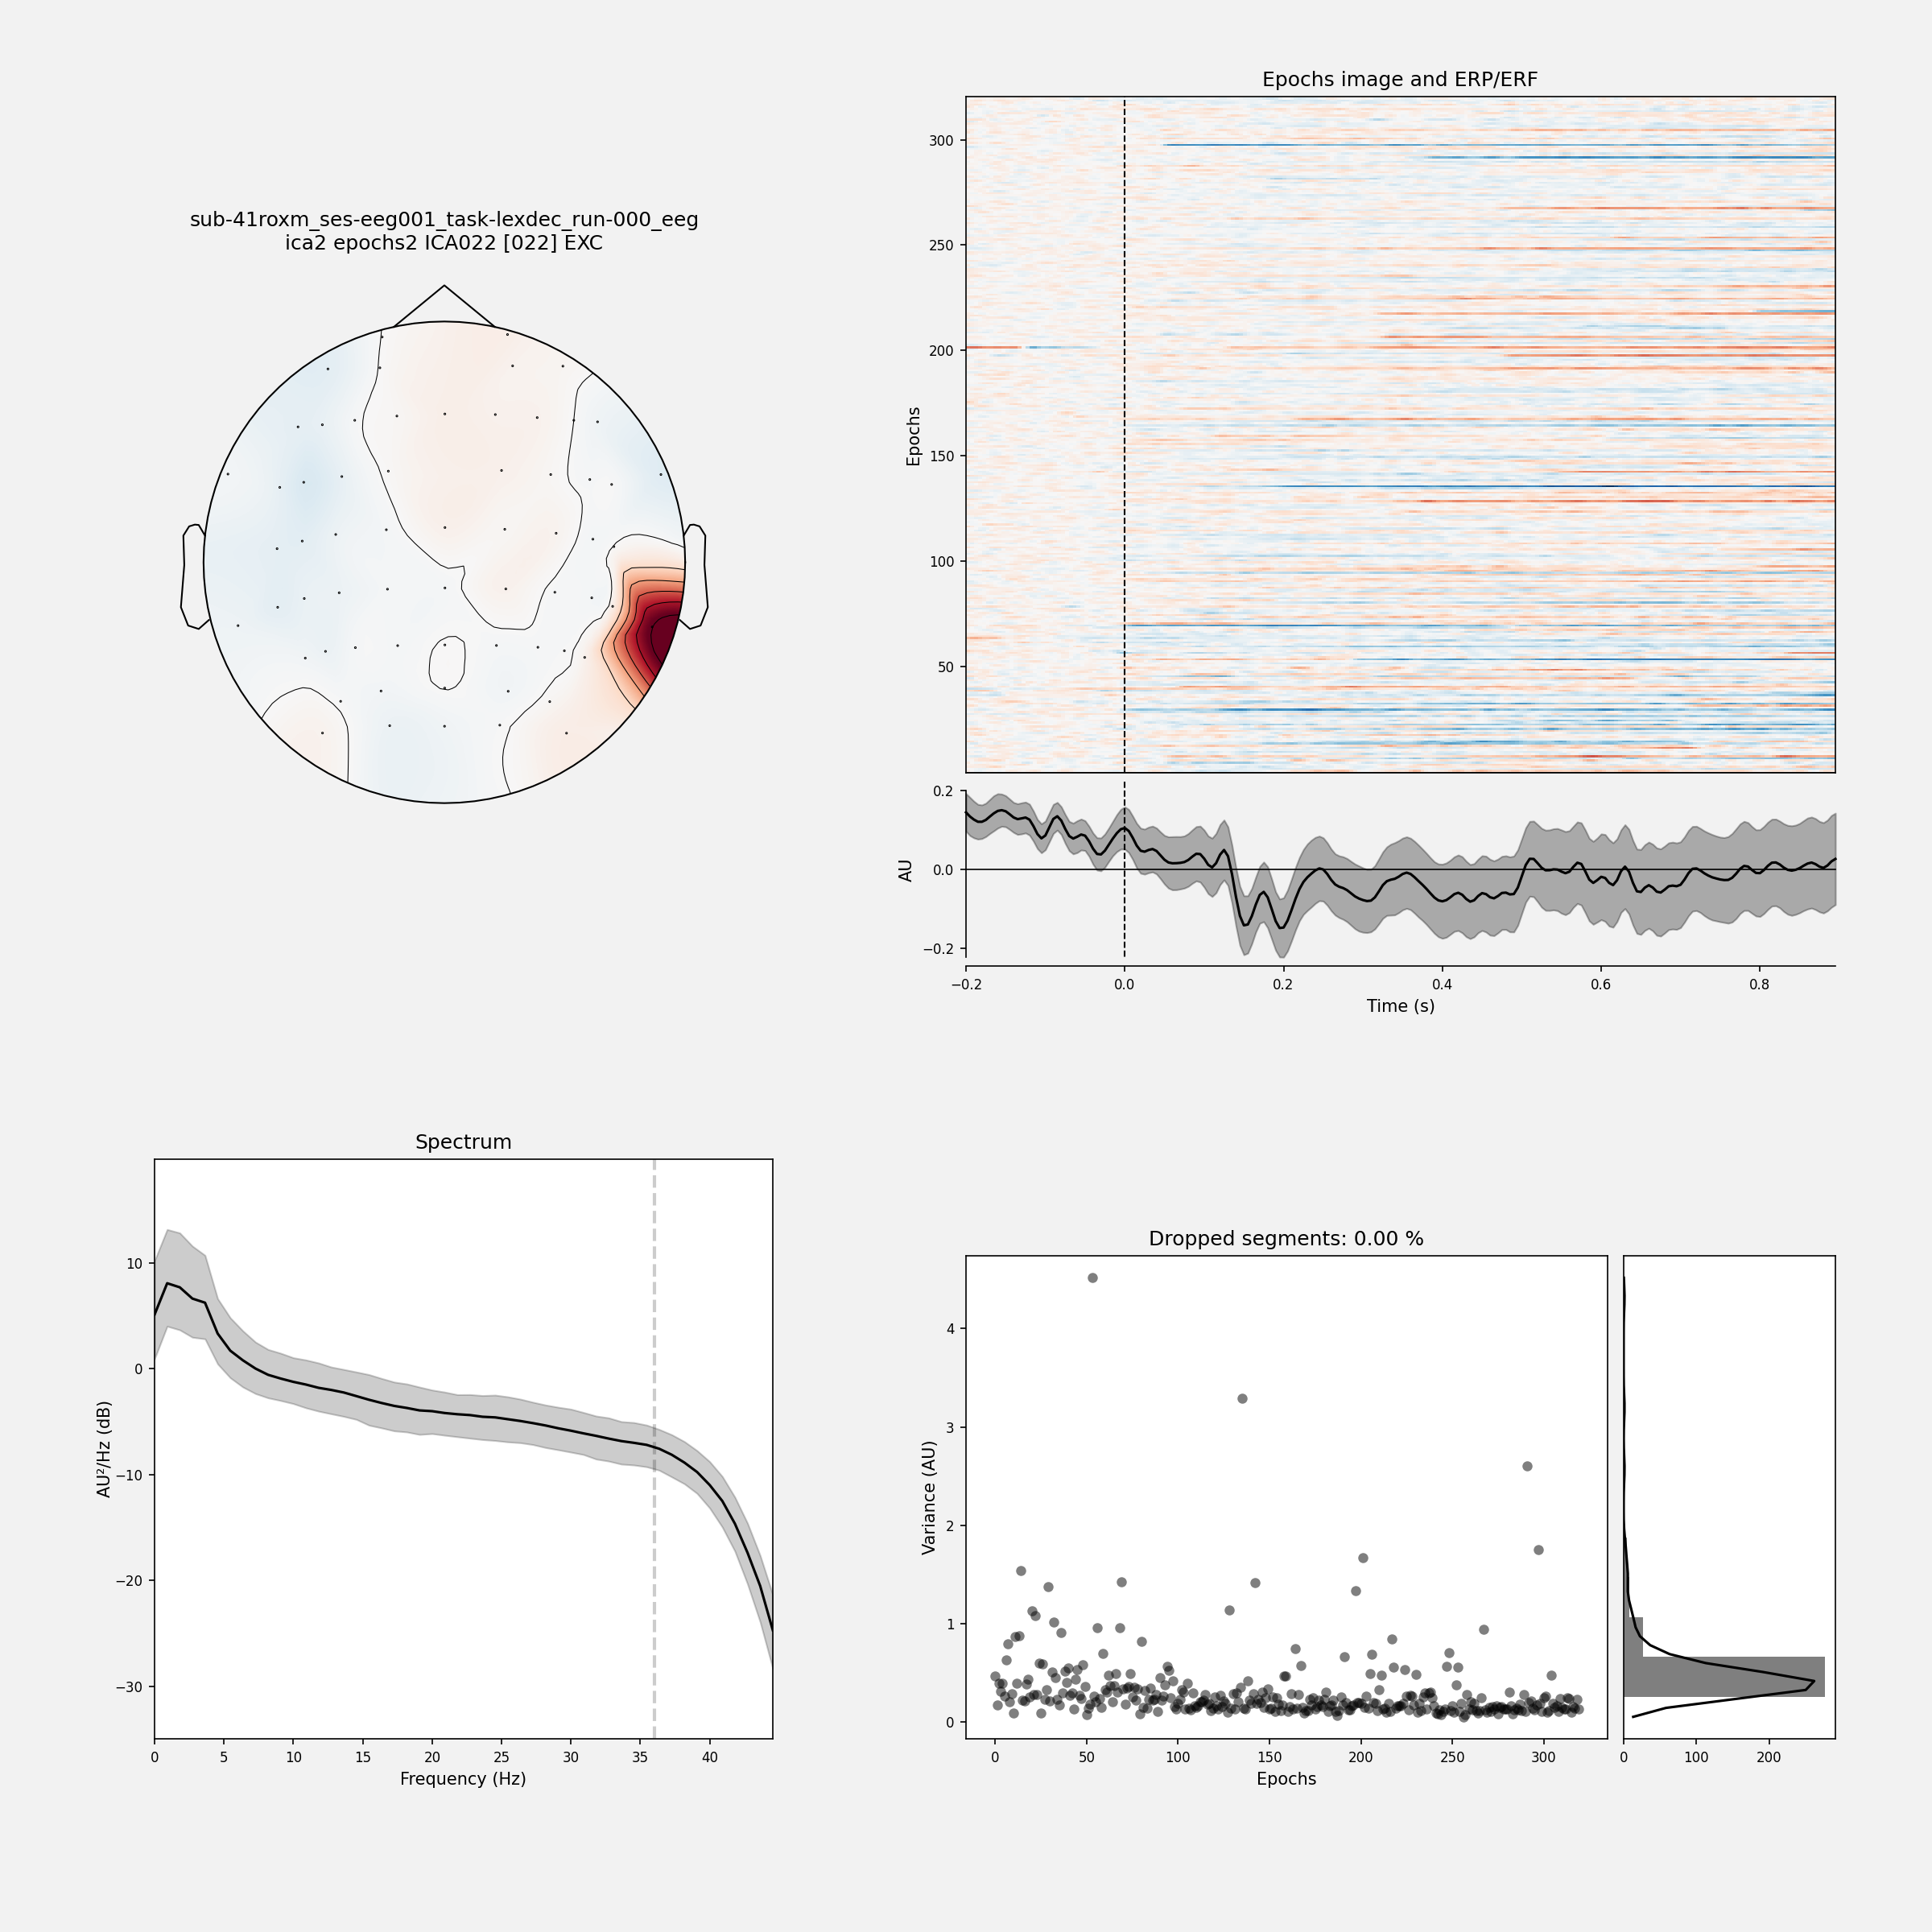 sub-41roxm_ses-eeg001_task-lexdec_run-000_eeg
ica2 epochs2 ICA022 [022] EXC
Epochs image and ERP/ERF
Epochs
300
250
200
150
100
50
AU
0.2
0.0
−0.2
−0.2 0.0 0.2 0.4 0.6 0.8
Time (s)
Spectrum
AU²/Hz (dB)
10
0
−10
−20
−30
0 5 10 15 20 25 30 35 40
Frequency (Hz)
Dropped segments: 0.00 %
Variance (AU)
4
3
2
1
0
0 50 100 150 200 250 300
Epochs
0 100 200